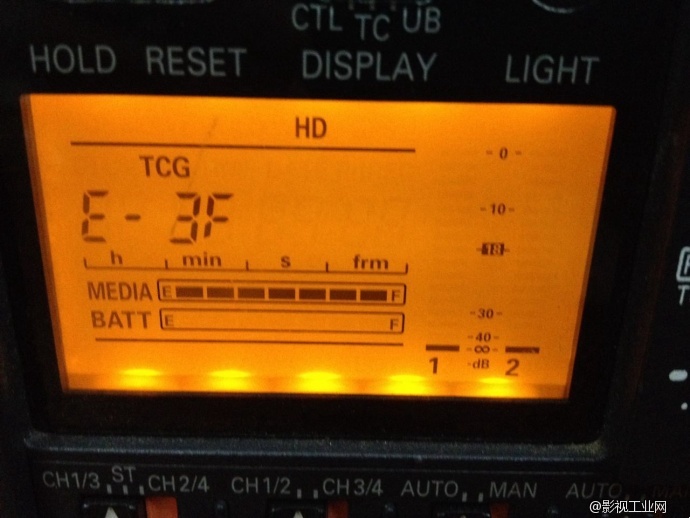 CTL TC UB
HOLD RESET DISPLAY LIGHT
HD
TCG
E- 3F
h min s frm
MEDIA E F
BATT E F
0
-10-
18
-30-
-40-
-∞-
1 -dB 2
CH1/3 ST CH2/4 CH1/2 CH3/4 AUTO MAN AUTO
@影视工业网